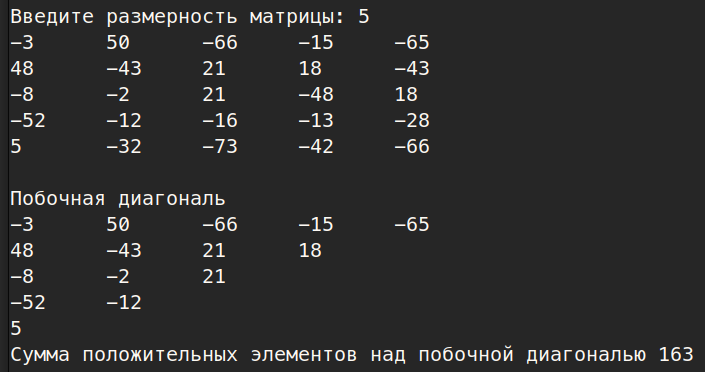 Введите размерность матрицы: 5
−3 50 −66 −15 −65
48 −43 21 18 −43
−8 −2 21 −48 18
−52 −12 −16 −13 −28
5 −32 −73 −42 −66
Побочная диагональ
−3 50 −66 −15 −65
48 −43 21 18
−8 −2 21
−52 −12
5
Сумма положительных элементов над побочной диагональю 163